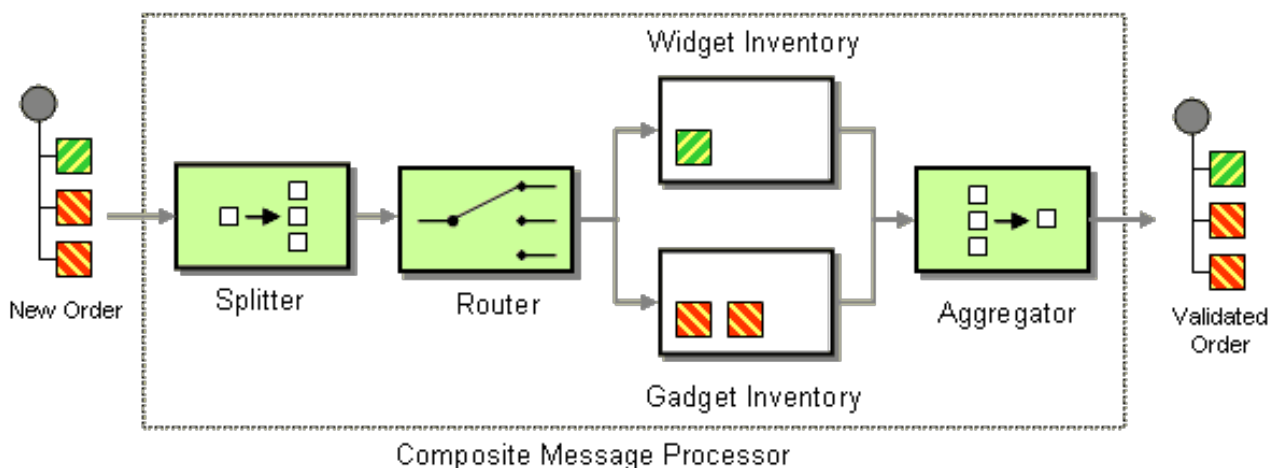 Widget Inventory
New Order
Splitter
Router
Gadget Inventory
Aggregator
Validated
Order
Composite Message Processor